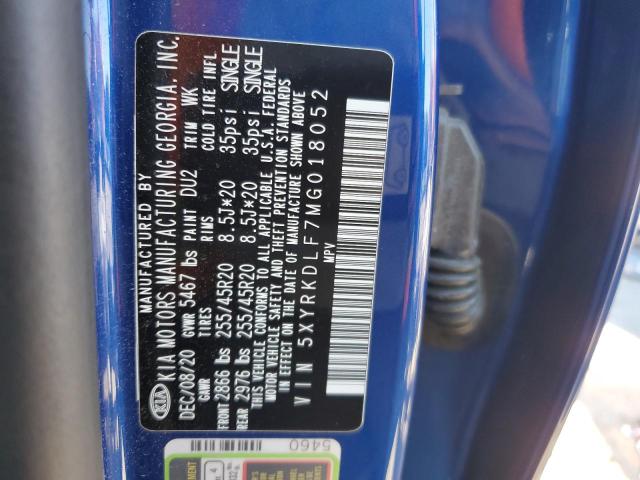 KIA
MANUFACTURED BY
KIA MOTORS MANUFACTURING GEORGIA, INC.
DEC/08/20 GVWR 5467 lbs PAINT DU2 TRIM WK
GAWR TIRES RIMS COLD TIRE INFL
FRONT 2866 lbs 255/45R20 8.5J*20 35psi SINGLE
REAR 2976 lbs 255/45R20 8.5J*20 35psi SINGLE
THIS VEHICLE CONFORMS TO ALL APPLICABLE U.S.A. FEDERAL
MOTOR VEHICLE SAFETY AND THEFT PREVENTION STANDARDS
IN EFFECT ON THE DATE OF MANUFACTURE SHOWN ABOVE
VIN 5XYRKDLF7MG018052
MPV
5460